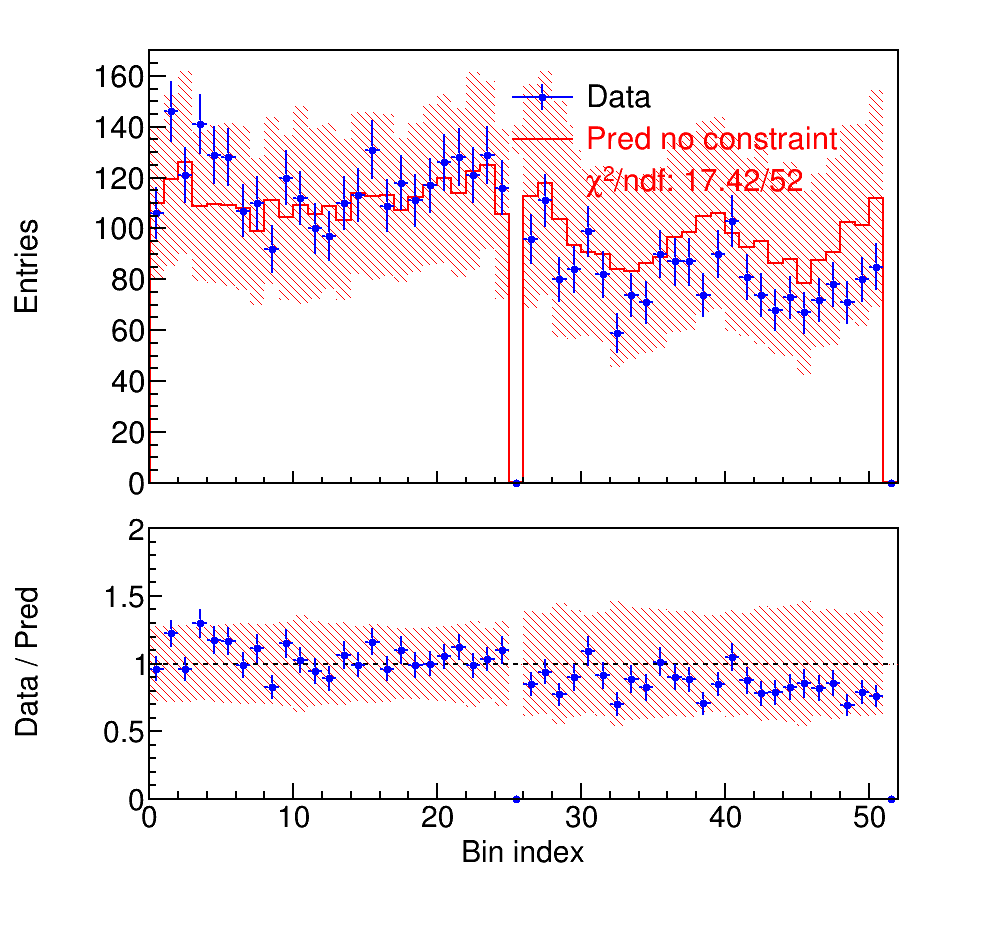 Entries
160
140
120
100
80
60
40
20
0
Data
Pred no constraint
χ²/ndf: 17.42/52
Data / Pred
2
1.5
1
0.5
0
0 10 20 30 40 50
Bin index